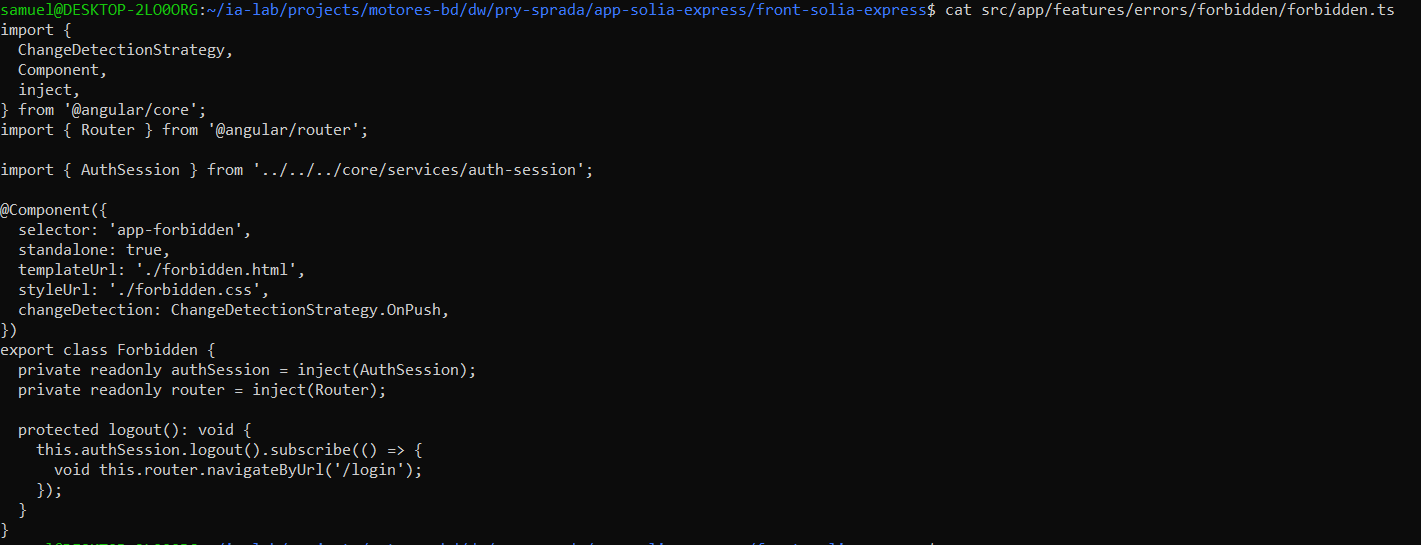 samuel@DESKTOP-2LO0ORG:~/ia-lab/projects/motores-bd/dw/pry-sprada/app-solia-express/front-solia-express$ cat src/app/features/errors/forbidden/forbidden.ts
import {
  ChangeDetectionStrategy,
  Component,
  inject,
} from '@angular/core';
import { Router } from '@angular/router';

import { AuthSession } from '../../../core/services/auth-session';

@Component({
  selector: 'app-forbidden',
  standalone: true,
  templateUrl: './forbidden.html',
  styleUrl: './forbidden.css',
  changeDetection: ChangeDetectionStrategy.OnPush,
})
export class Forbidden {
  private readonly authSession = inject(AuthSession);
  private readonly router = inject(Router);

  protected logout(): void {
    this.authSession.logout().subscribe(() => {
      void this.router.navigateByUrl('/login');
    });
  }
}